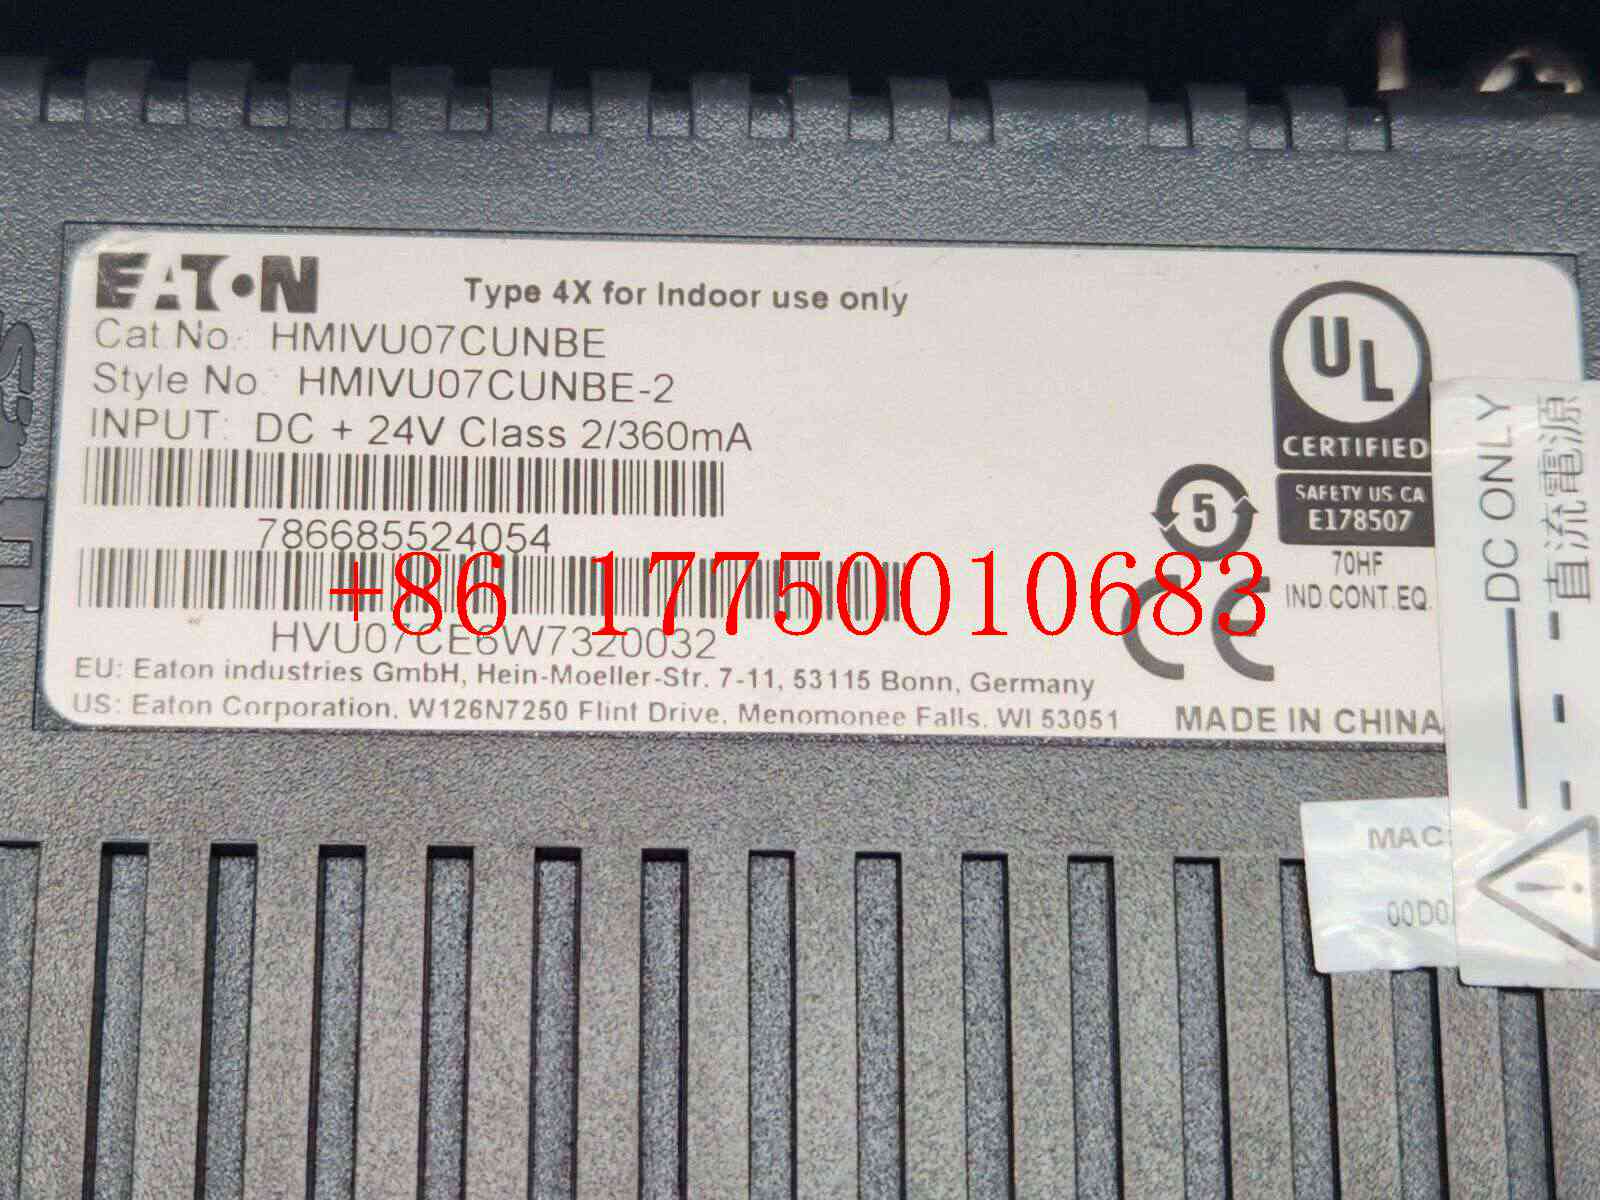 EATON
Type 4X for Indoor use only
Cat No. HMIVU07CUNBE
Style No. HMIVU07CUNBE-2
INPUT: DC + 24V Class 2/360mA
786685524054
+86 17750010683
HVU07CE6W7320032
EU: Eaton industries GmbH, Hein-Moeller-Str. 7-11, 53115 Bonn, Germany
US: Eaton Corporation. W126N7250 Flint Drive, Menomonee Falls. WI 53051
MADE IN CHINA
UL
CERTIFIED
SAFETY US CA
E178507
5
70HF
IND.CONT.EQ.
CE
DC ONLY
直流電源
MAC:
00D0